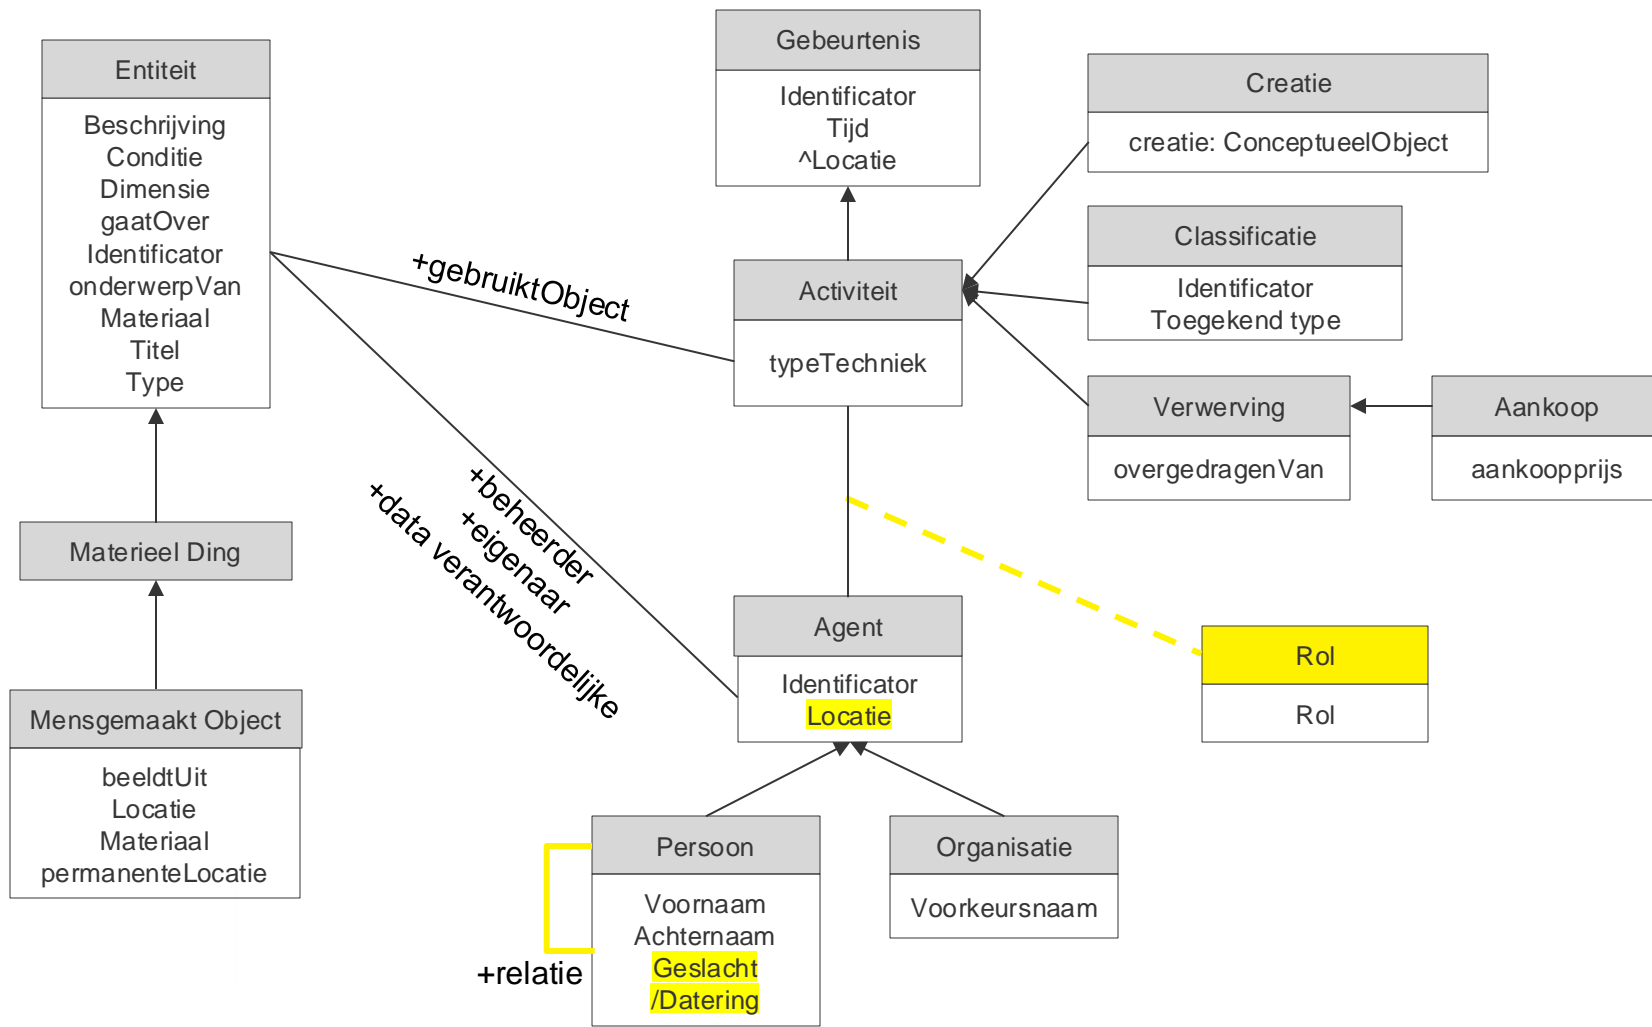 Entiteit
Beschrijving
Conditie
Dimensie
gaatOver
Identificator
onderwerpVan
Materiaal
Titel
Type
Materieel Ding
Mensgemaakt Object
beeldtUit
Locatie
Materiaal
permanenteLocatie
+gebruiktObject
+beheerder
+eigenaar
+data verantwoordelijke
Gebeurtenis
Identificator
Tijd
^Locatie
Activiteit
typeTechniek
Agent
Identificator
Locatie
Persoon
Voornaam
Achternaam
Geslacht
/Datering
+relatie
Organisatie
Voorkeursnaam
Creatie
creatie: ConceptueelObject
Classificatie
Identificator
Toegekend type
Verwerving
overgedragenVan
Aankoop
aankoopprijs
Rol
Rol